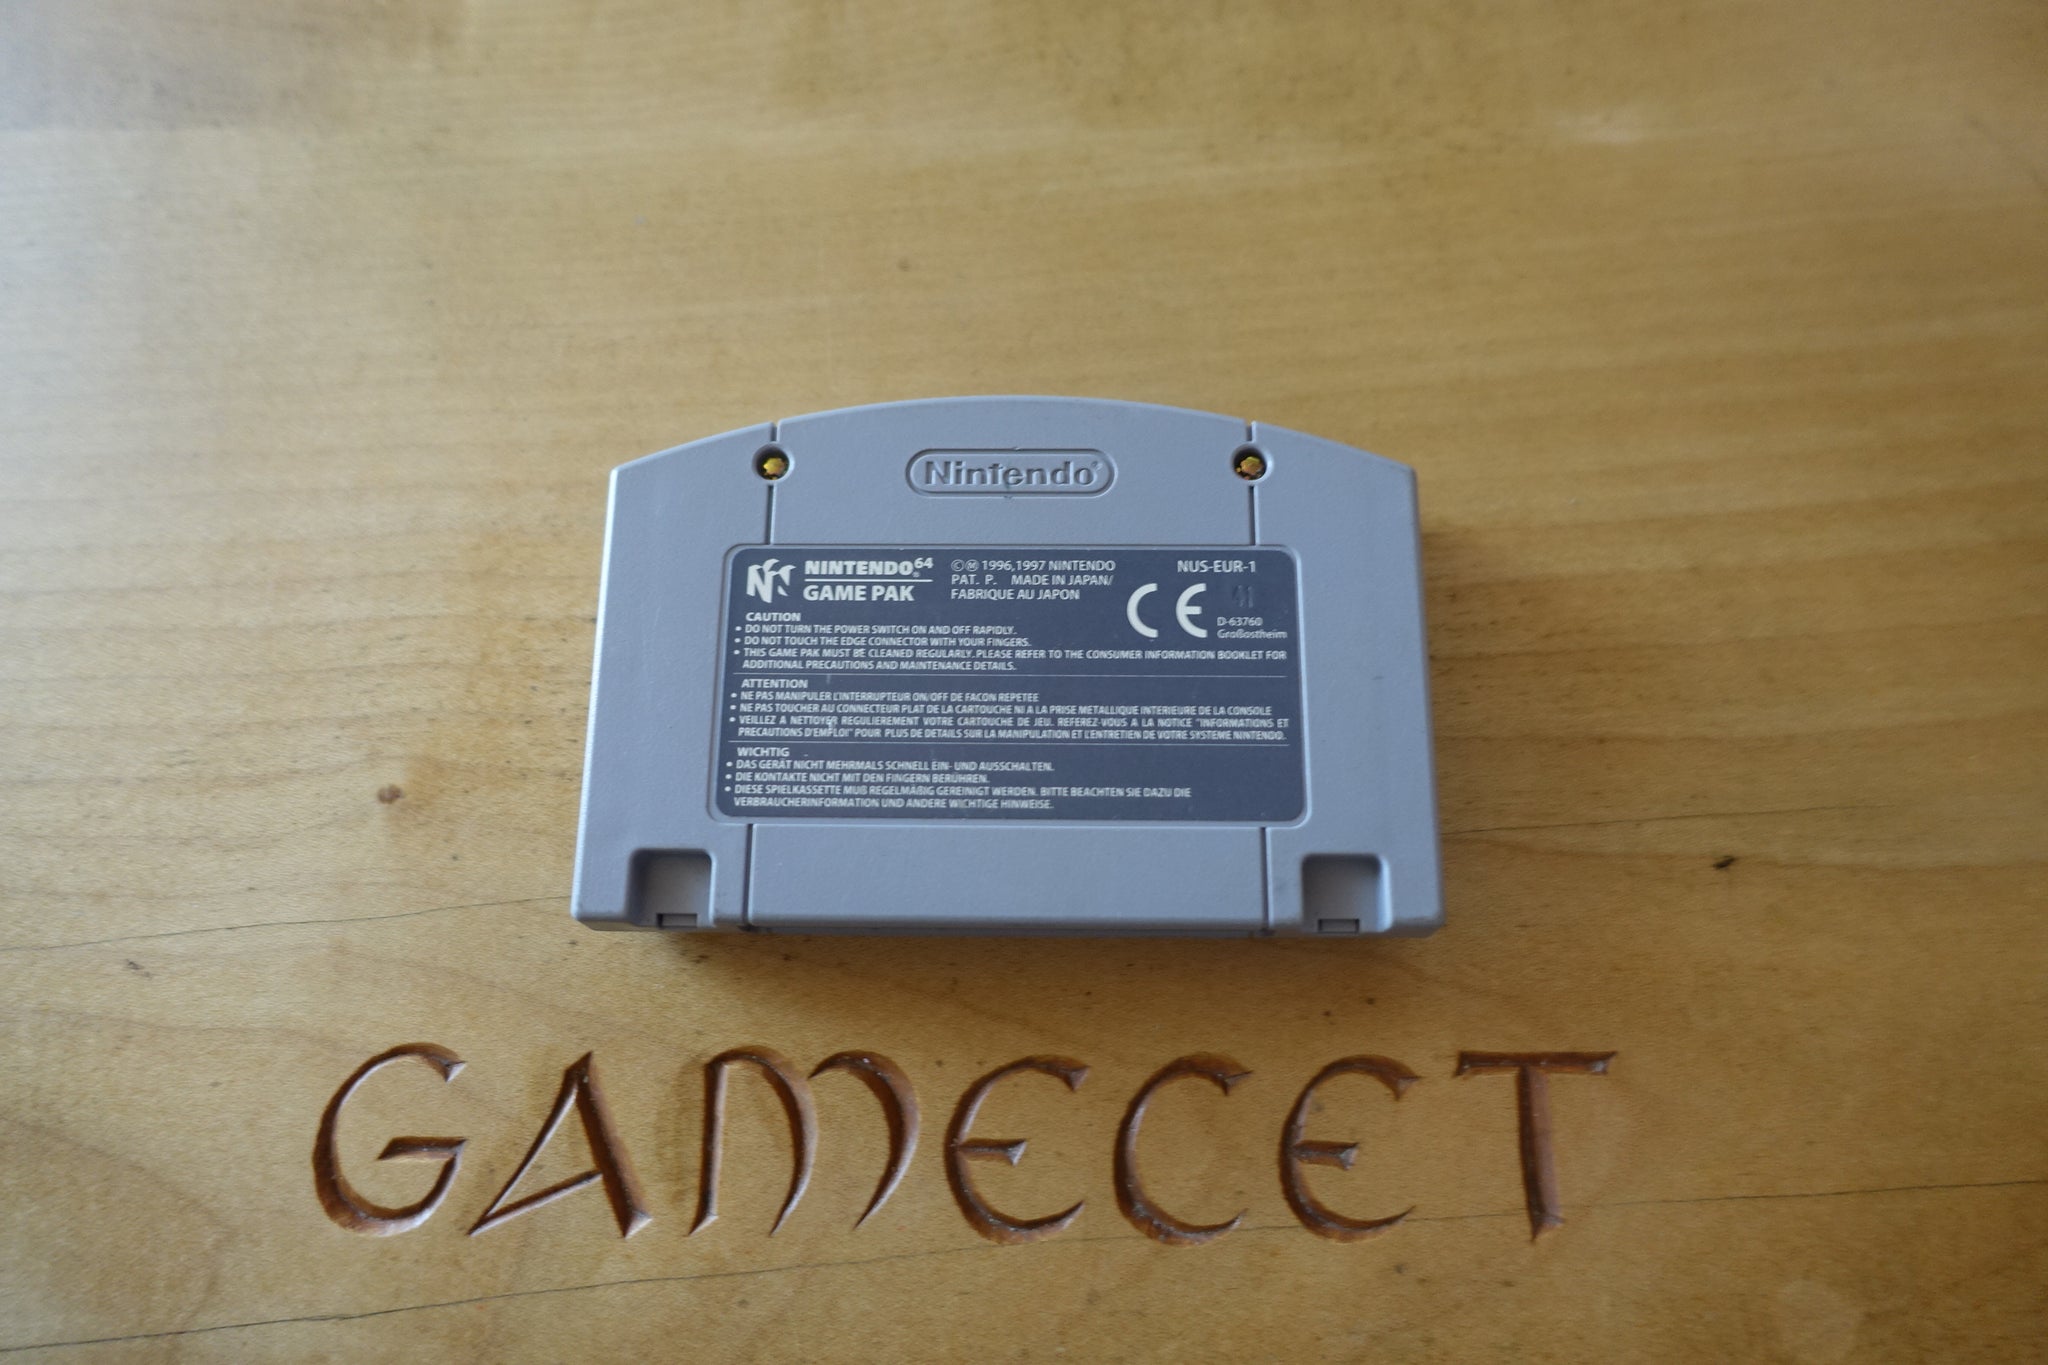 Nintendo®
NINTENDO⁶⁴®
GAME PAK
©Ⓜ 1996,1997 NINTENDO
PAT. P. MADE IN JAPAN/
FABRIQUE AU JAPON
NUS-EUR-1
CE
41
D-63760
Großostheim
CAUTION
• DO NOT TURN THE POWER SWITCH ON AND OFF RAPIDLY.
• DO NOT TOUCH THE EDGE CONNECTOR WITH YOUR FINGERS.
• THIS GAME PAK MUST BE CLEANED REGULARLY. PLEASE REFER TO THE CONSUMER INFORMATION BOOKLET FOR
ADDITIONAL PRECAUTIONS AND MAINTENANCE DETAILS.
ATTENTION
• NE PAS MANIPULER L'INTERRUPTEUR ON/OFF DE FACON REPETEE
• NE PAS TOUCHER AU CONNECTEUR PLAT DE LA CARTOUCHE NI A LA PRISE METALLIQUE INTERIEURE DE LA CONSOLE
• VEILLEZ A NETTOYER REGULIEREMENT VOTRE CARTOUCHE DE JEU. REFEREZ-VOUS A LA NOTICE "INFORMATIONS ET
PRECAUTIONS D'EMPLOI" POUR PLUS DE DETAILS SUR LA MANIPULATION ET L'ENTRETIEN DE VOTRE SYSTEME NINTENDO.
WICHTIG
• DAS GERÄT NICHT MEHRMALS SCHNELL EIN- UND AUSSCHALTEN.
• DIE KONTAKTE NICHT MIT DEN FINGERN BERÜHREN.
• DIESE SPIELKASSETTE MUß REGELMÄßIG GEREINIGT WERDEN. BITTE BEACHTEN SIE DAZU DIE
VERBRAUCHERINFORMATION UND ANDERE WICHTIGE HINWEISE.
GAMECET